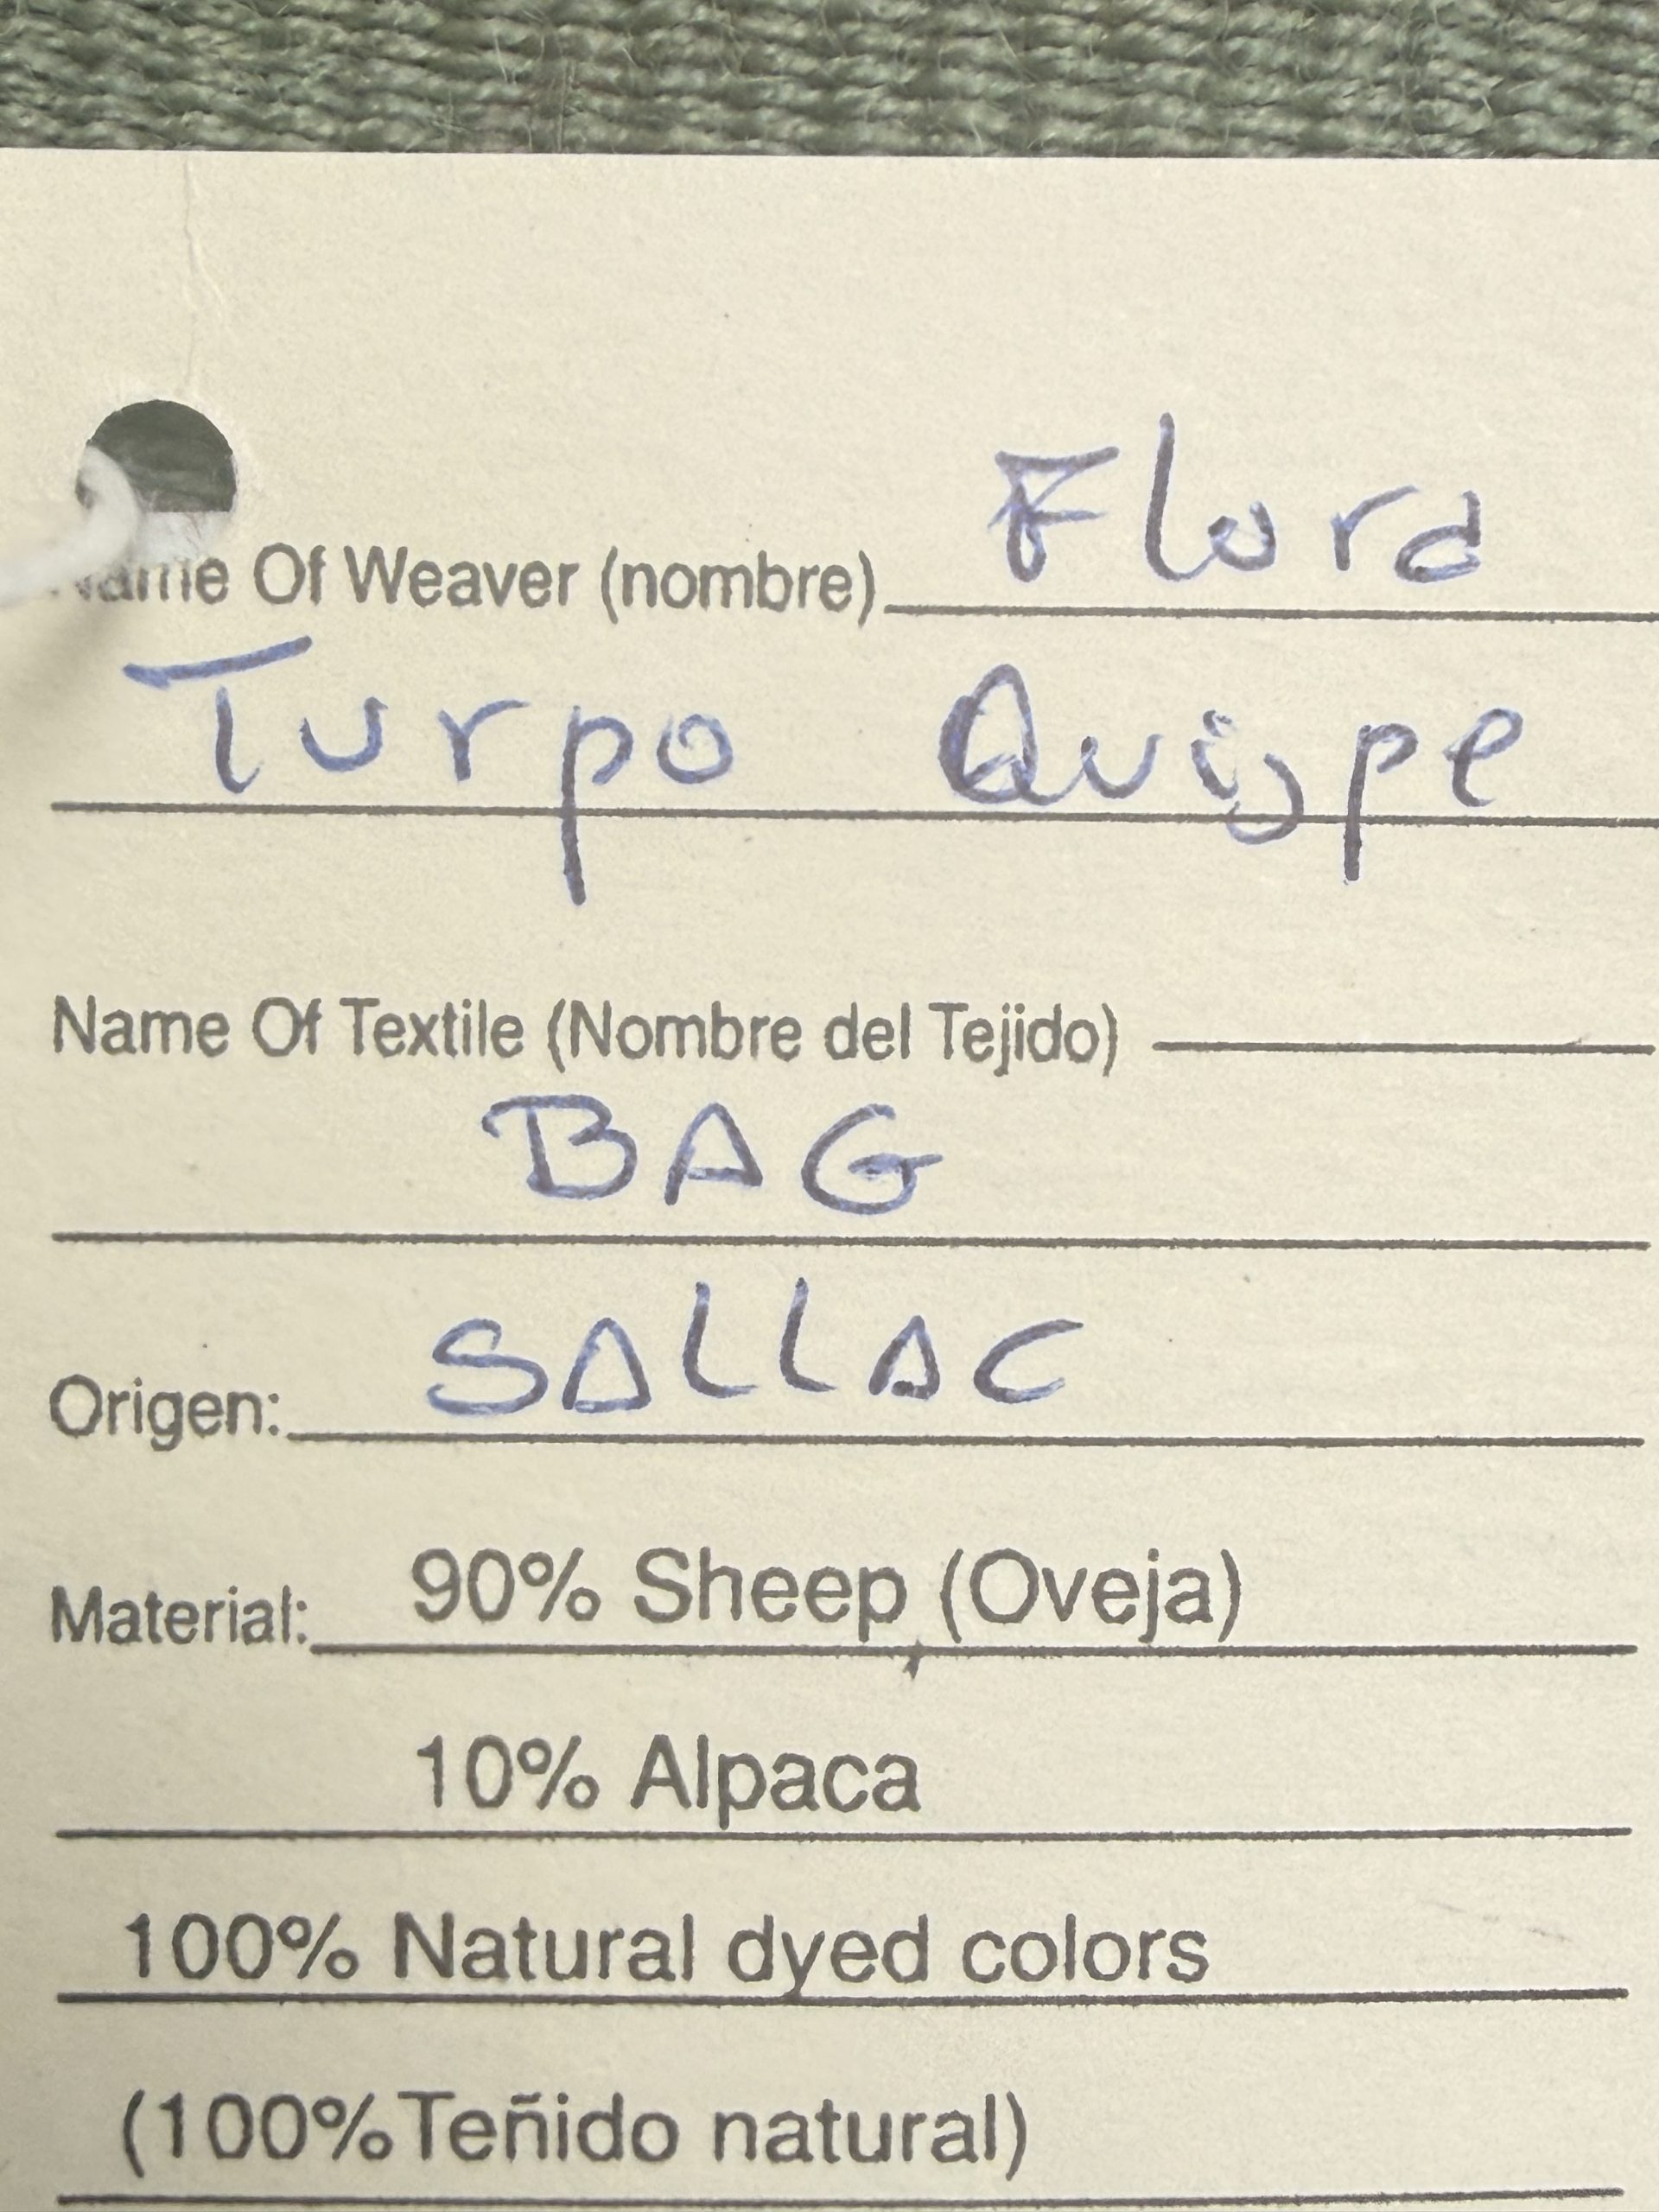 Name Of Weaver (nombre) Flora
Turpo Quispe
Name Of Textile (Nombre del Tejido)
BAG
Origen: SALLAC
Material: 90% Sheep (Oveja)
10% Alpaca
100% Natural dyed colors
(100%Teñido natural)